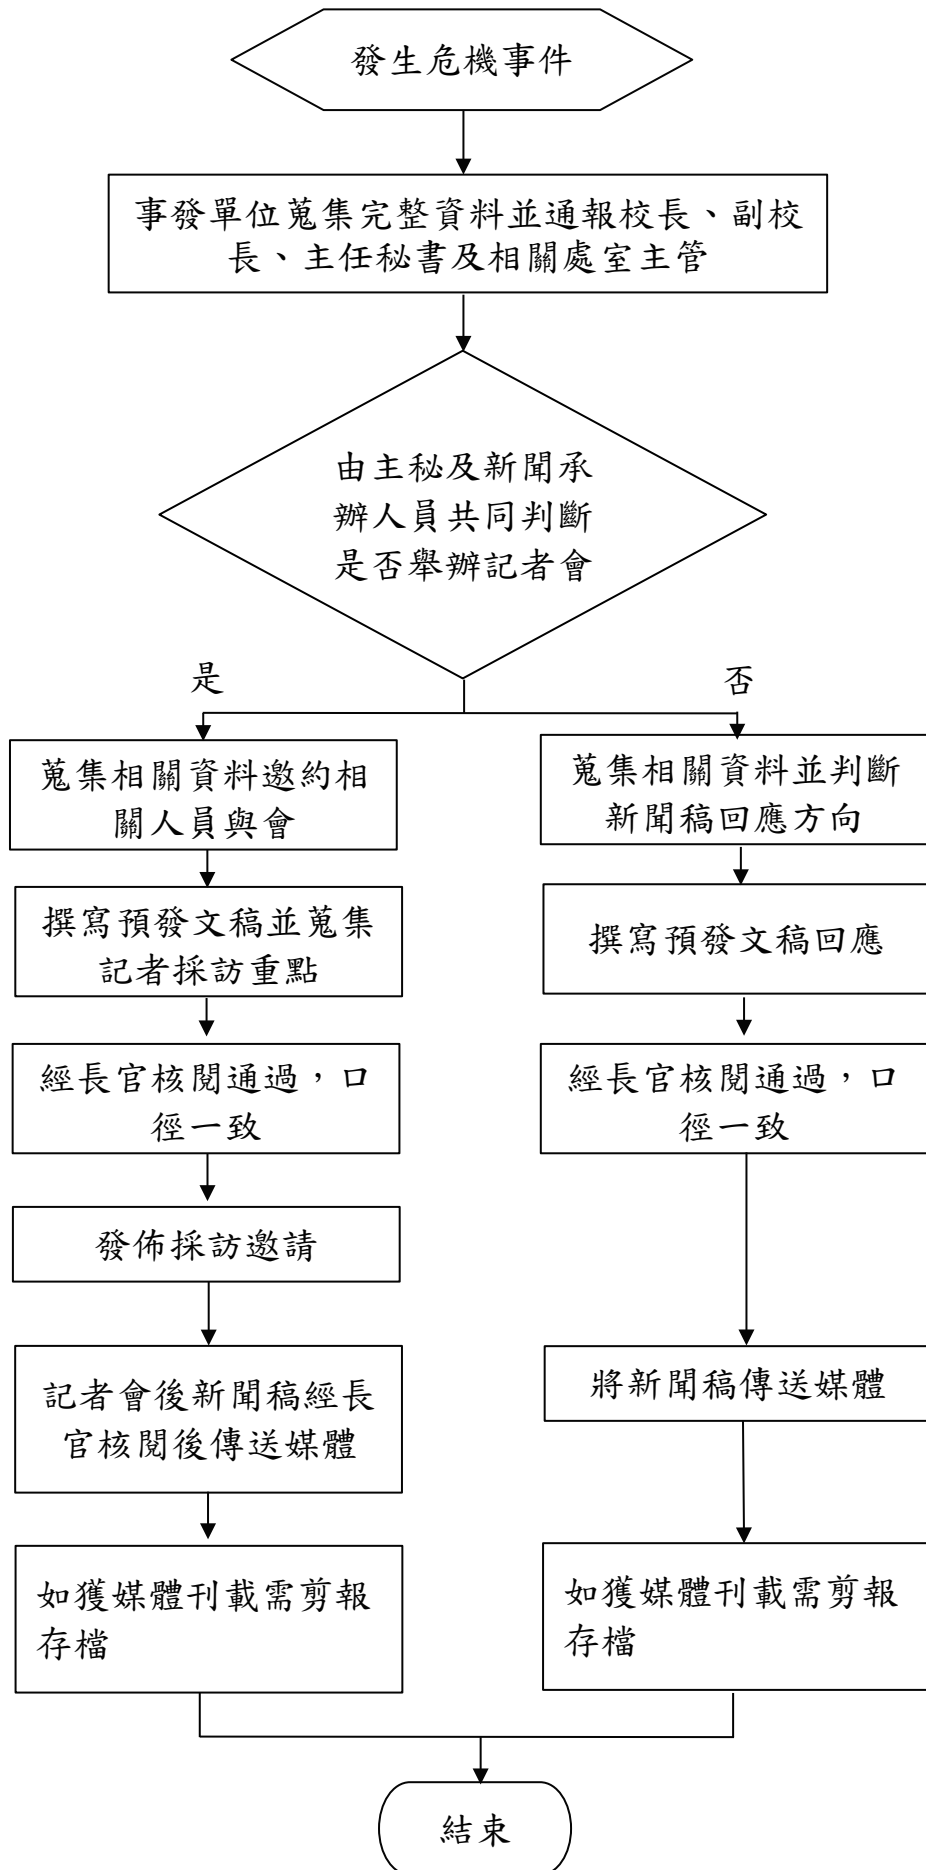 發生危機事件
事發單位蒐集完整資料並通報校長、副校
長、主任秘書及相關處室主管
由主秘及新聞承
辦人員共同判斷
是否舉辦記者會
是
否
蒐集相關資料邀約相
關人員與會
撰寫預發文稿並蒐集
記者採訪重點
經長官核閱通過，口
徑一致
發佈採訪邀請
記者會後新聞稿經長
官核閱後傳送媒體
如獲媒體刊載需剪報
存檔
蒐集相關資料並判斷
新聞稿回應方向
撰寫預發文稿回應
經長官核閱通過，口
徑一致
將新聞稿傳送媒體
如獲媒體刊載需剪報
存檔
結束